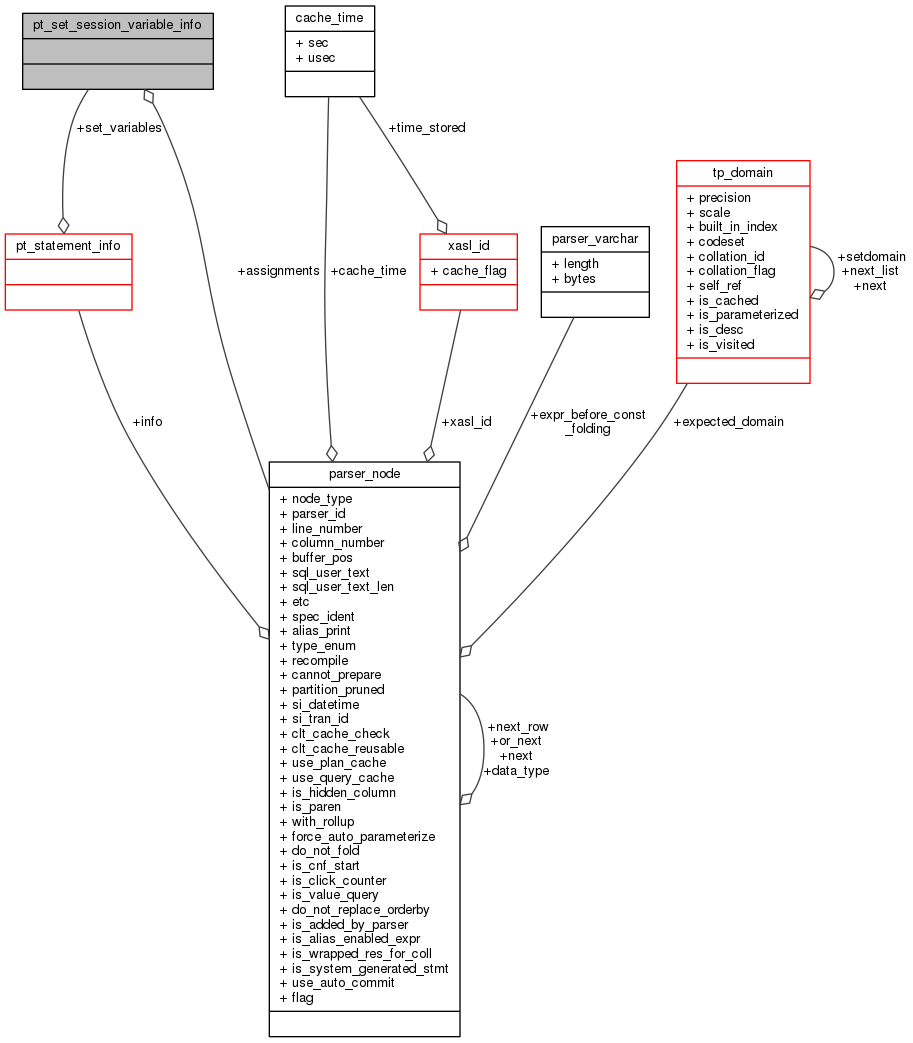 pt_set_session_variable_info
cache_time
+ sec
+ usec
+set_variables
+time_stored
tp_domain
+ precision
+ scale
+ built_in_index
+ codeset
+ collation_id
+ collation_flag
+ self_ref
+ is_cached
+ is_parameterized
+ is_desc
+ is_visited
pt_statement_info
xasl_id
+ cache_flag
parser_varchar
+ length
+ bytes
+setdomain
+next_list
+next
+assignments
+cache_time
+info
+xasl_id
+expr_before_const
_folding
+expected_domain
parser_node
+ node_type
+ parser_id
+ line_number
+ column_number
+ buffer_pos
+ sql_user_text
+ sql_user_text_len
+ etc
+ spec_ident
+ alias_print
+ type_enum
+ recompile
+ cannot_prepare
+ partition_pruned
+ si_datetime
+ si_tran_id
+ clt_cache_check
+ clt_cache_reusable
+ use_plan_cache
+ use_query_cache
+ is_hidden_column
+ is_paren
+ with_rollup
+ force_auto_parameterize
+ do_not_fold
+ is_cnf_start
+ is_click_counter
+ is_value_query
+ do_not_replace_orderby
+ is_added_by_parser
+ is_alias_enabled_expr
+ is_wrapped_res_for_coll
+ is_system_generated_stmt
+ use_auto_commit
+ flag
+next_row
+or_next
+next
+data_type